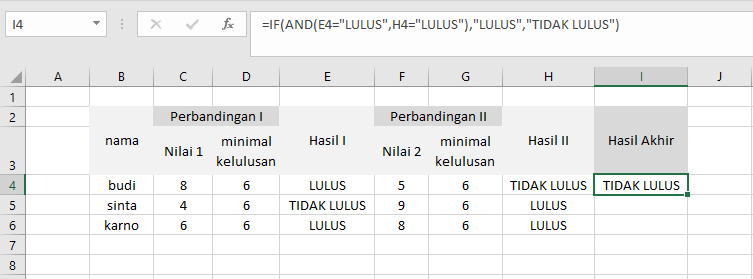 I4 fx =IF(AND(E4="LULUS",H4="LULUS"),"LULUS","TIDAK LULUS")
A B C D E F G H I J
1
2 Perbandingan I Perbandingan II
3 nama Nilai 1 minimal kelulusan Hasil I Nilai 2 minimal kelulusan Hasil II Hasil Akhir
4 budi 8 6 LULUS 5 6 TIDAK LULUS TIDAK LULUS
5 sinta 4 6 TIDAK LULUS 9 6 LULUS
6 karno 6 6 LULUS 8 6 LULUS
7
8